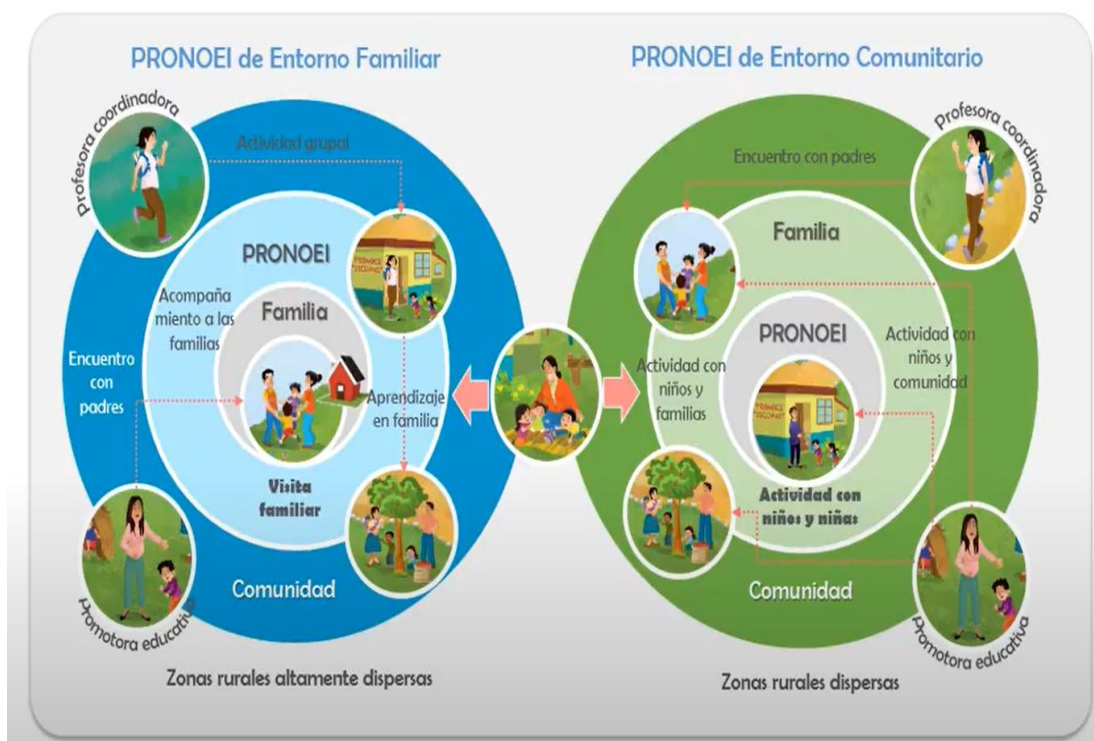 PRONOEI de Entorno Familiar
Profesora coordinadora
Actividad grupal
PRONOEI
Acompaña
miento a las
familias
Familia
Encuentro
con
padres
Aprendizaje
en familia
Visita
familiar
Comunidad
Promotora educativa
Zonas rurales altamente dispersas
PRONOEI de Entorno Comunitario
Profesora coordinadora
Encuentro con padres
Familia
PRONOEI
Actividad con
niños y
comunidad
Actividad con
niños y
familias
Actividad con
niños y niñas
Comunidad
Promotora educativa
Zonas rurales dispersas